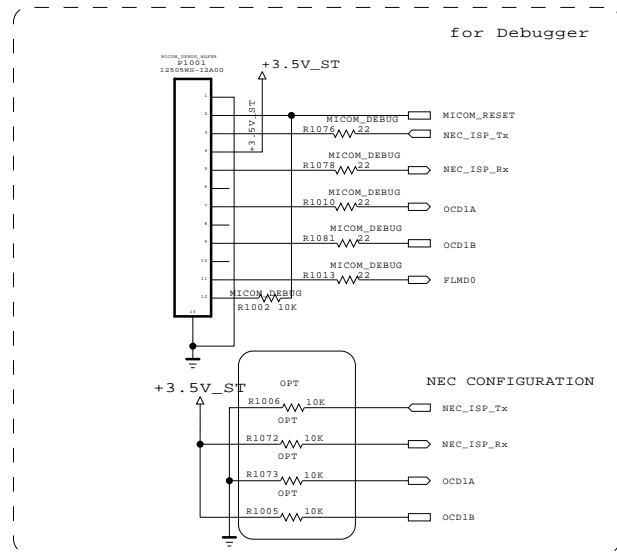 for Debugger
MICOM_DEBUG_WAFER
P1001
12505WS-12A00
+3.5V_ST
+3.5V_ST
1
2
MICOM_RESET
MICOM_DEBUG
3
R1076
22
NEC_ISP_Tx
4
MICOM_DEBUG
5
R1078
22
NEC_ISP_Rx
6
MICOM_DEBUG
7
R1010
22
OCD1A
8
MICOM_DEBUG
9
R1081
22
OCD1B
10
MICOM_DEBUG
11
R1013
22
FLMD0
12
MICOM_DEBUG
R1002 10K
13
+3.5V_ST
OPT
NEC CONFIGURATION
R1006
10K
NEC_ISP_Tx
OPT
R1072
10K
NEC_ISP_Rx
OPT
R1073
10K
OCD1A
OPT
R1005
10K
OCD1B